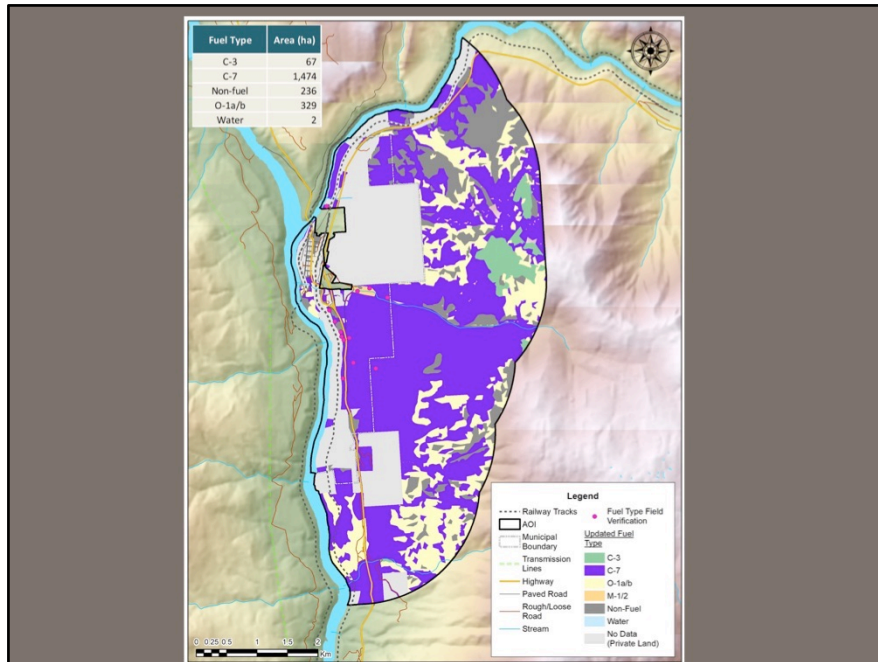 Fuel Type Area (ha)
C-3 67
C-7 1,474
Non-fuel 236
O-1a/b 329
Water 2
Legend
Railway Tracks
AOI
Municipal
Boundary
Transmission
Lines
Highway
Paved Road
Rough/Loose
Road
Stream
Fuel Type Field
Verification
Updated Fuel
Type
C-3
C-7
O-1a/b
M-1/2
Non-Fuel
Water
No Data
(Private Land)
0 0.25 0.5 1 1.5 2
Km